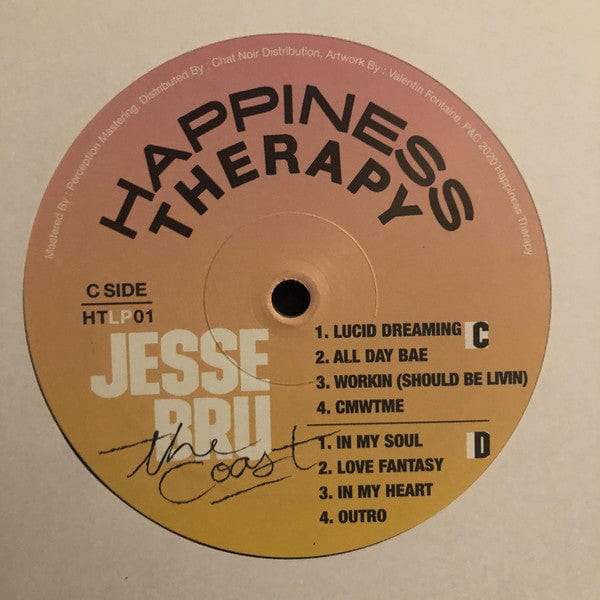 Mastered By : Perception Mastering, Distributed By : Chat Noir Distribution, Artwork By : Valentin Fontaine, P&C 2020 Happiness Therapy
HAPPINESS
THERAPY
C SIDE
HTLP01
JESSE
BRU
the
Coast
1. LUCID DREAMING
C
2. ALL DAY BAE
3. WORKIN (SHOULD BE LIVIN)
4. CMWTME
1. IN MY SOUL
D
2. LOVE FANTASY
3. IN MY HEART
4. OUTRO